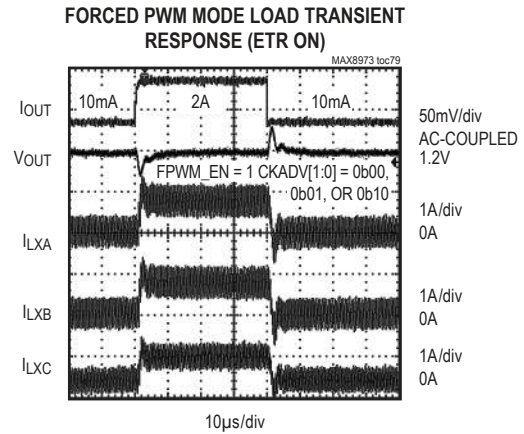 FORCED PWM MODE LOAD TRANSIENT
RESPONSE (ETR ON)
MAX8973 toc79
IOUT
10mA
2A
10mA
50mV/div
AC-COUPLED
VOUT
1.2V
FPWM_EN = 1 CKADV[1:0] = 0b00,
0b01, OR 0b10
1A/div
ILXA
0A
1A/div
ILXB
0A
1A/div
ILXC
0A
10µs/div